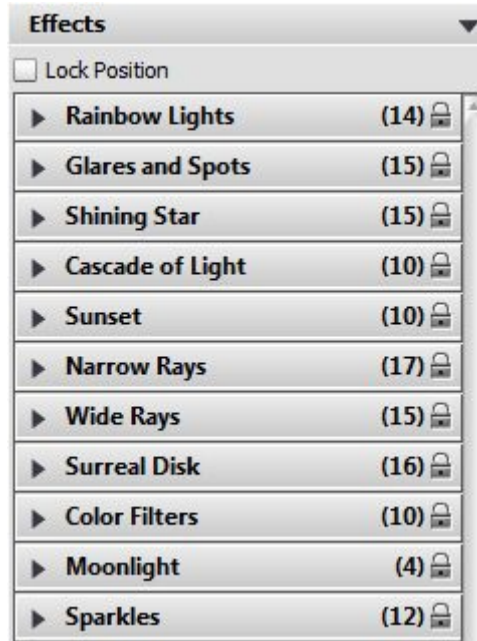 Effects
Lock Position
Rainbow Lights (14)
Glares and Spots (15)
Shining Star (15)
Cascade of Light (10)
Sunset (10)
Narrow Rays (17)
Wide Rays (15)
Surreal Disk (16)
Color Filters (10)
Moonlight (4)
Sparkles (12)